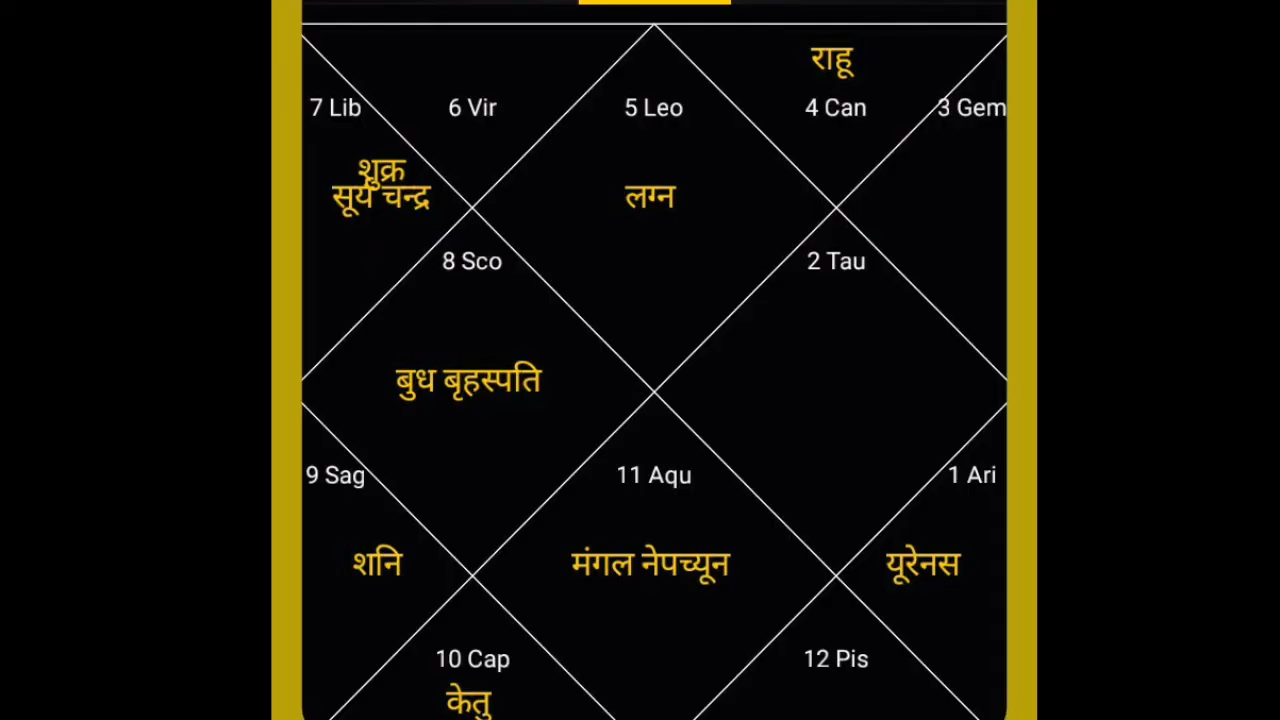 राहू
7 Lib 6 Vir 5 Leo 4 Can 3 Gem
शुक्र
सूर्य चन्द्र लग्न
8 Sco 2 Tau
बुध बृहस्पति
9 Sag 11 Aqu 1 Ari
शनि मंगल नेपच्यून यूरेनस
10 Cap 12 Pis
केतु